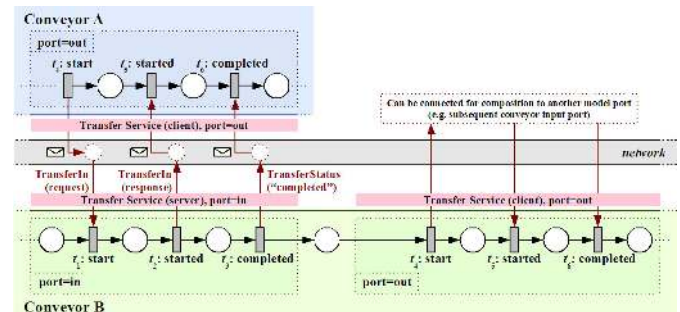 Conveyor A
port=out
t4: start
t5: started
t6: completed
Can be connected for composition to another model port
(e.g. subsequent conveyor input port)
Transfer Service (client), port=out
network
TransferIn
(request)
TransferIn
(response)
TransferStatus
("completed")
Transfer Service (server), port=in
Transfer Service (client), port=out
t1: start
t2: started
t3: completed
t4: start
t5: started
t6: completed
port=in
port=out
Conveyor B